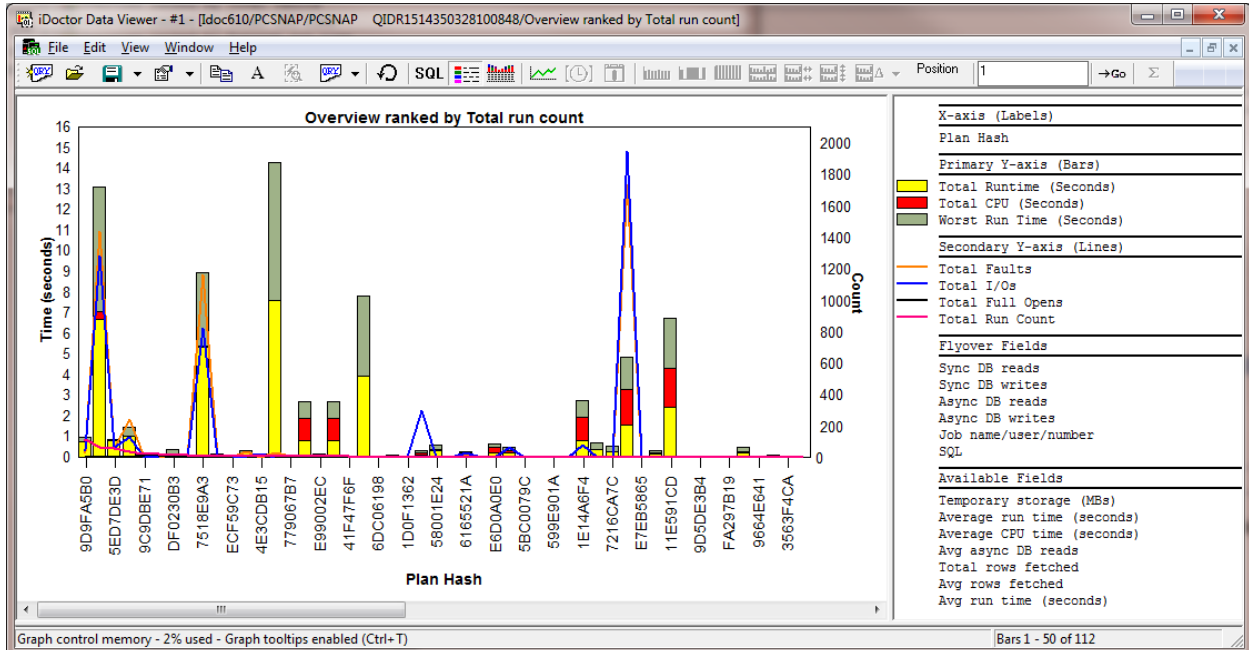 iDoctor Data Viewer - #1 - [Idoc610/PCSNAP/PCSNAP QIDR1514350328100848/Overview ranked by Total run count]
File Edit View Window Help
QRY A QRY SQL Position 1 →Go Σ
Overview ranked by Total run count
Time (seconds)
16
15
14
13
12
11
10
9
8
7
6
5
4
3
2
1
0
Count
2000
1800
1600
1400
1200
1000
800
600
400
200
0
9D9FA5B0
5ED7DE3D
9C9DBE71
DF0230B3
7518E9A3
ECF59C73
4E3CDB15
779067B7
E99002EC
41F47F6F
6DC06198
1D0F1362
58001E24
6165521A
E6D0A0E0
5BC0079C
599E901A
1E14A6F4
7216CA7C
E7EB5865
11E591CD
9D5DE3B4
FA297B19
9664E641
3563F4CA
Plan Hash
X-axis (Labels)
Plan Hash
Primary Y-axis (Bars)
Total Runtime (Seconds)
Total CPU (Seconds)
Worst Run Time (Seconds)
Secondary Y-axis (Lines)
Total Faults
Total I/Os
Total Full Opens
Total Run Count
Flyover Fields
Sync DB reads
Sync DB writes
Async DB reads
Async DB writes
Job name/user/number
SQL
Available Fields
Temporary storage (MBs)
Average run time (seconds)
Average CPU time (seconds)
Avg async DB reads
Total rows fetched
Avg rows fetched
Avg run time (seconds)
Graph control memory - 2% used - Graph tooltips enabled (Ctrl+T)
Bars 1 - 50 of 112